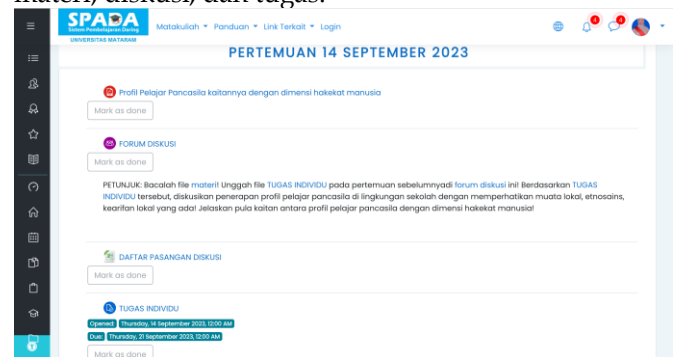 materi, diskusi, dan tugas.
SPADA
Sistem Pembelajaran Daring
UNIVERSITAS MATARAM
Matakuliah Panduan Link Terkait Login
4 4
PERTEMUAN 14 SEPTEMBER 2023
Profil Pelajar Pancasila kaitannya dengan dimensi hakekat manusia
Mark as done
FORUM DISKUSI
Mark as done
PETUNJUK: Bacalah file materi! Unggah file TUGAS INDIVIDU pada pertemuan sebelumnyadi forum diskusi ini! Berdasarkan TUGAS
INDIVIDU tersebut, diskusikan penerapan profil pelajar pancasila di lingkungan sekolah dengan memperhatikan muata lokal, etnosains,
kearifan lokal yang ada! Jelaskan pula kaitan antara profil pelajar pancasila dengan dimensi hakekat manusia!
DAFTAR PASANGAN DISKUSI
Mark as done
TUGAS INDIVIDU
Opened: Thursday, 14 September 2023, 12:00 AM
Due: Thursday, 21 September 2023, 12:00 AM
Mark as done